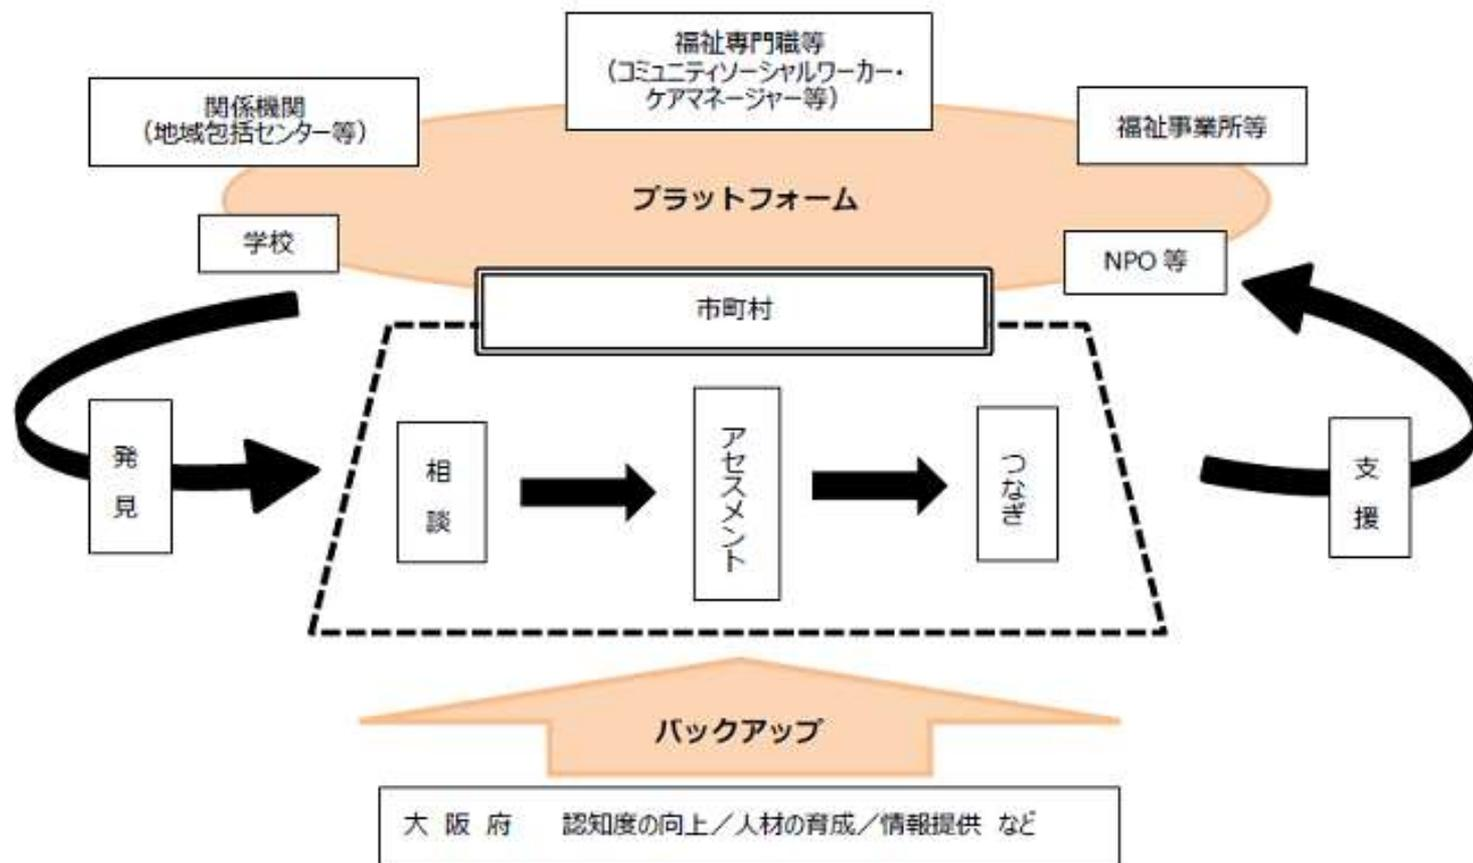 福祉専門職等
（コミュニティソーシャルワーカー・
ケアマネージャー等）
関係機関
（地域包括センター等）
福祉事業所等
プラットフォーム
学校
NPO 等
市町村
発見
相談
アセスメント
つなぎ
支援
バックアップ
大 阪 府　　認知度の向上／人材の育成／情報提供 など